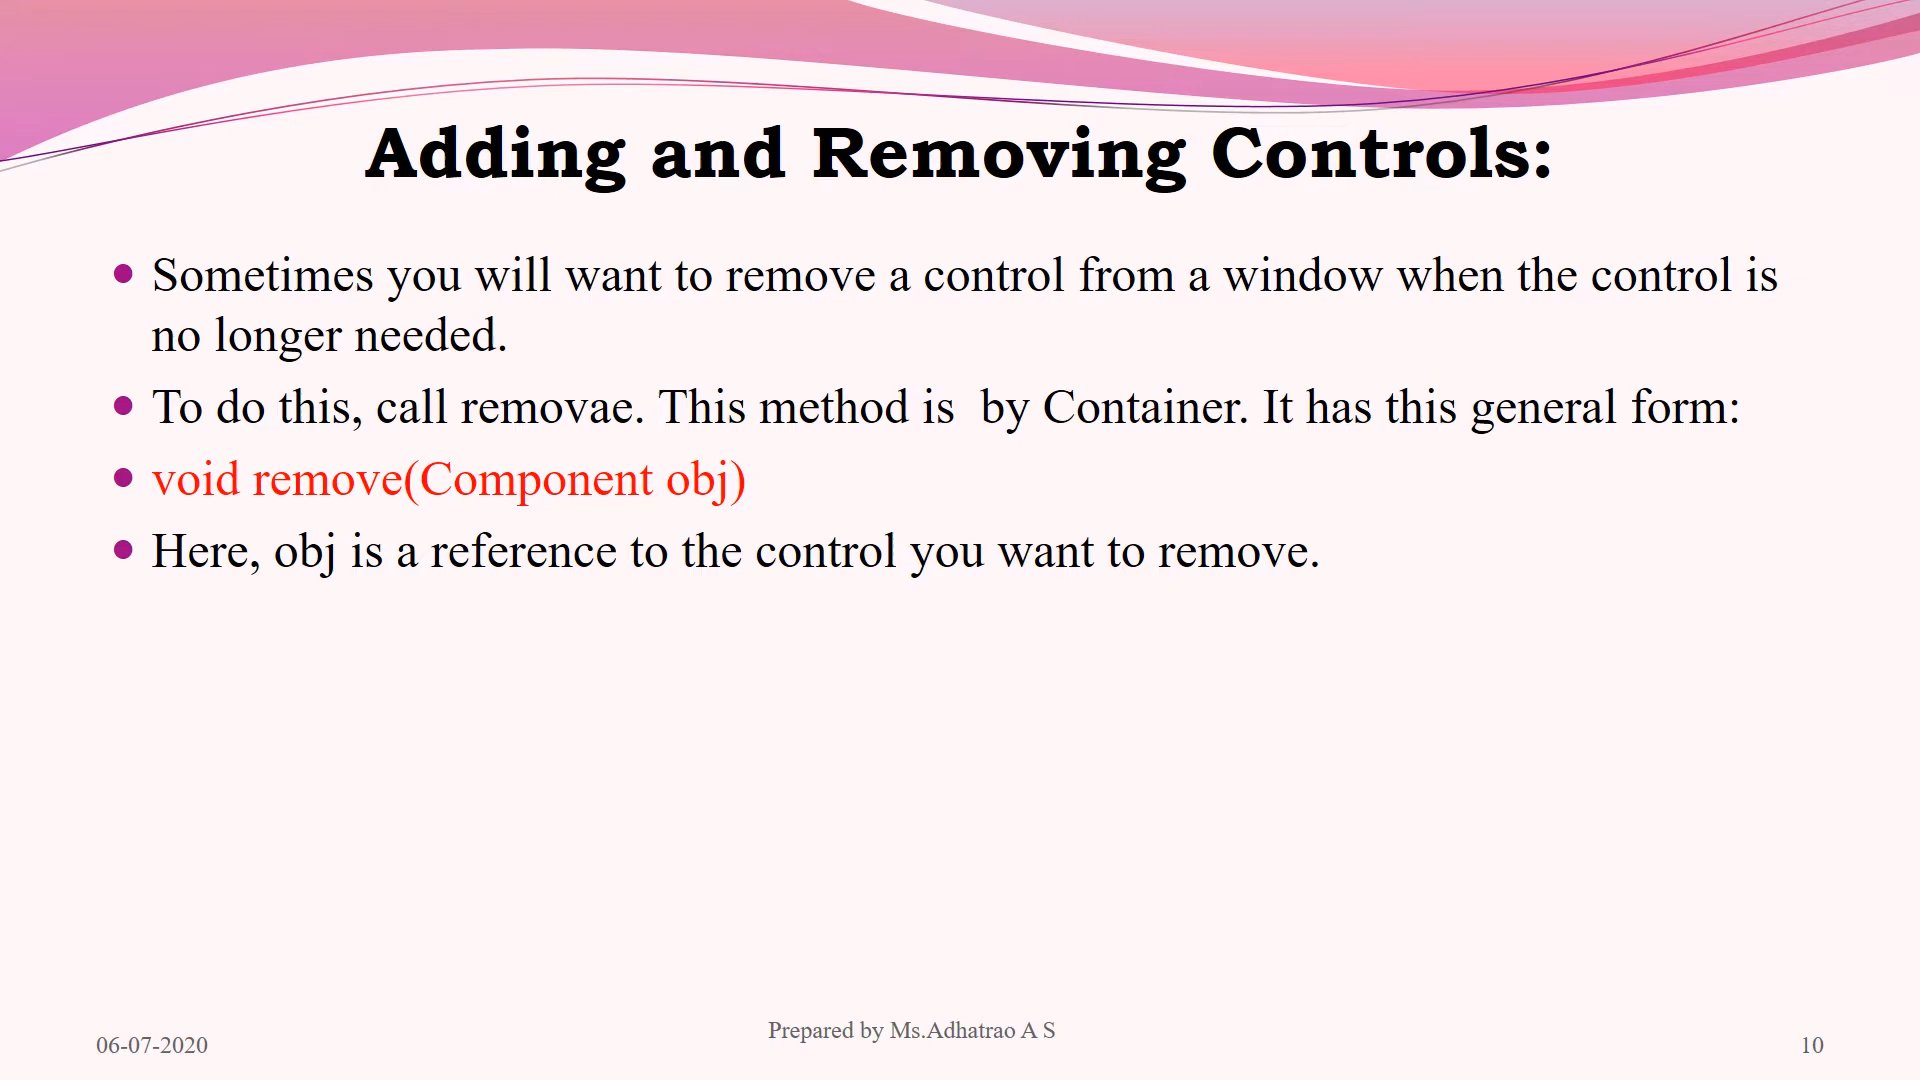 Adding and Removing Controls:
Sometimes you will want to remove a control from a window when the control is
no longer needed.
To do this, call removae. This method is  by Container. It has this general form:
void remove(Component obj)
Here, obj is a reference to the control you want to remove.
06-07-2020
Prepared by Ms.Adhatrao A S
10